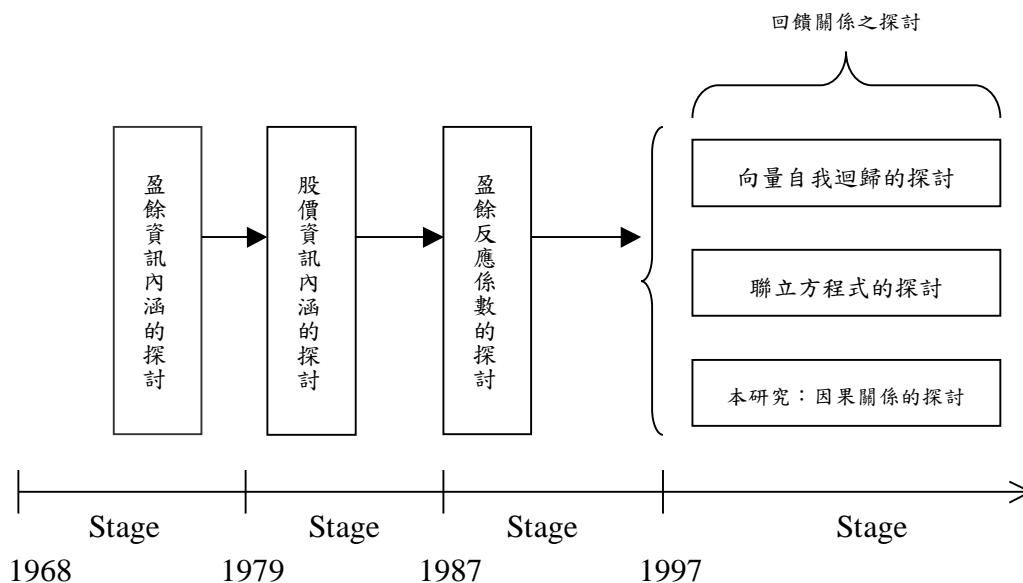 回饋關係之探討
盈餘資訊內涵的探討
股價資訊內涵的探討
盈餘反應係數的探討
向量自我迴歸的探討
聯立方程式的探討
本研究：因果關係的探討
Stage Stage Stage Stage
1968 1979 1987 1997